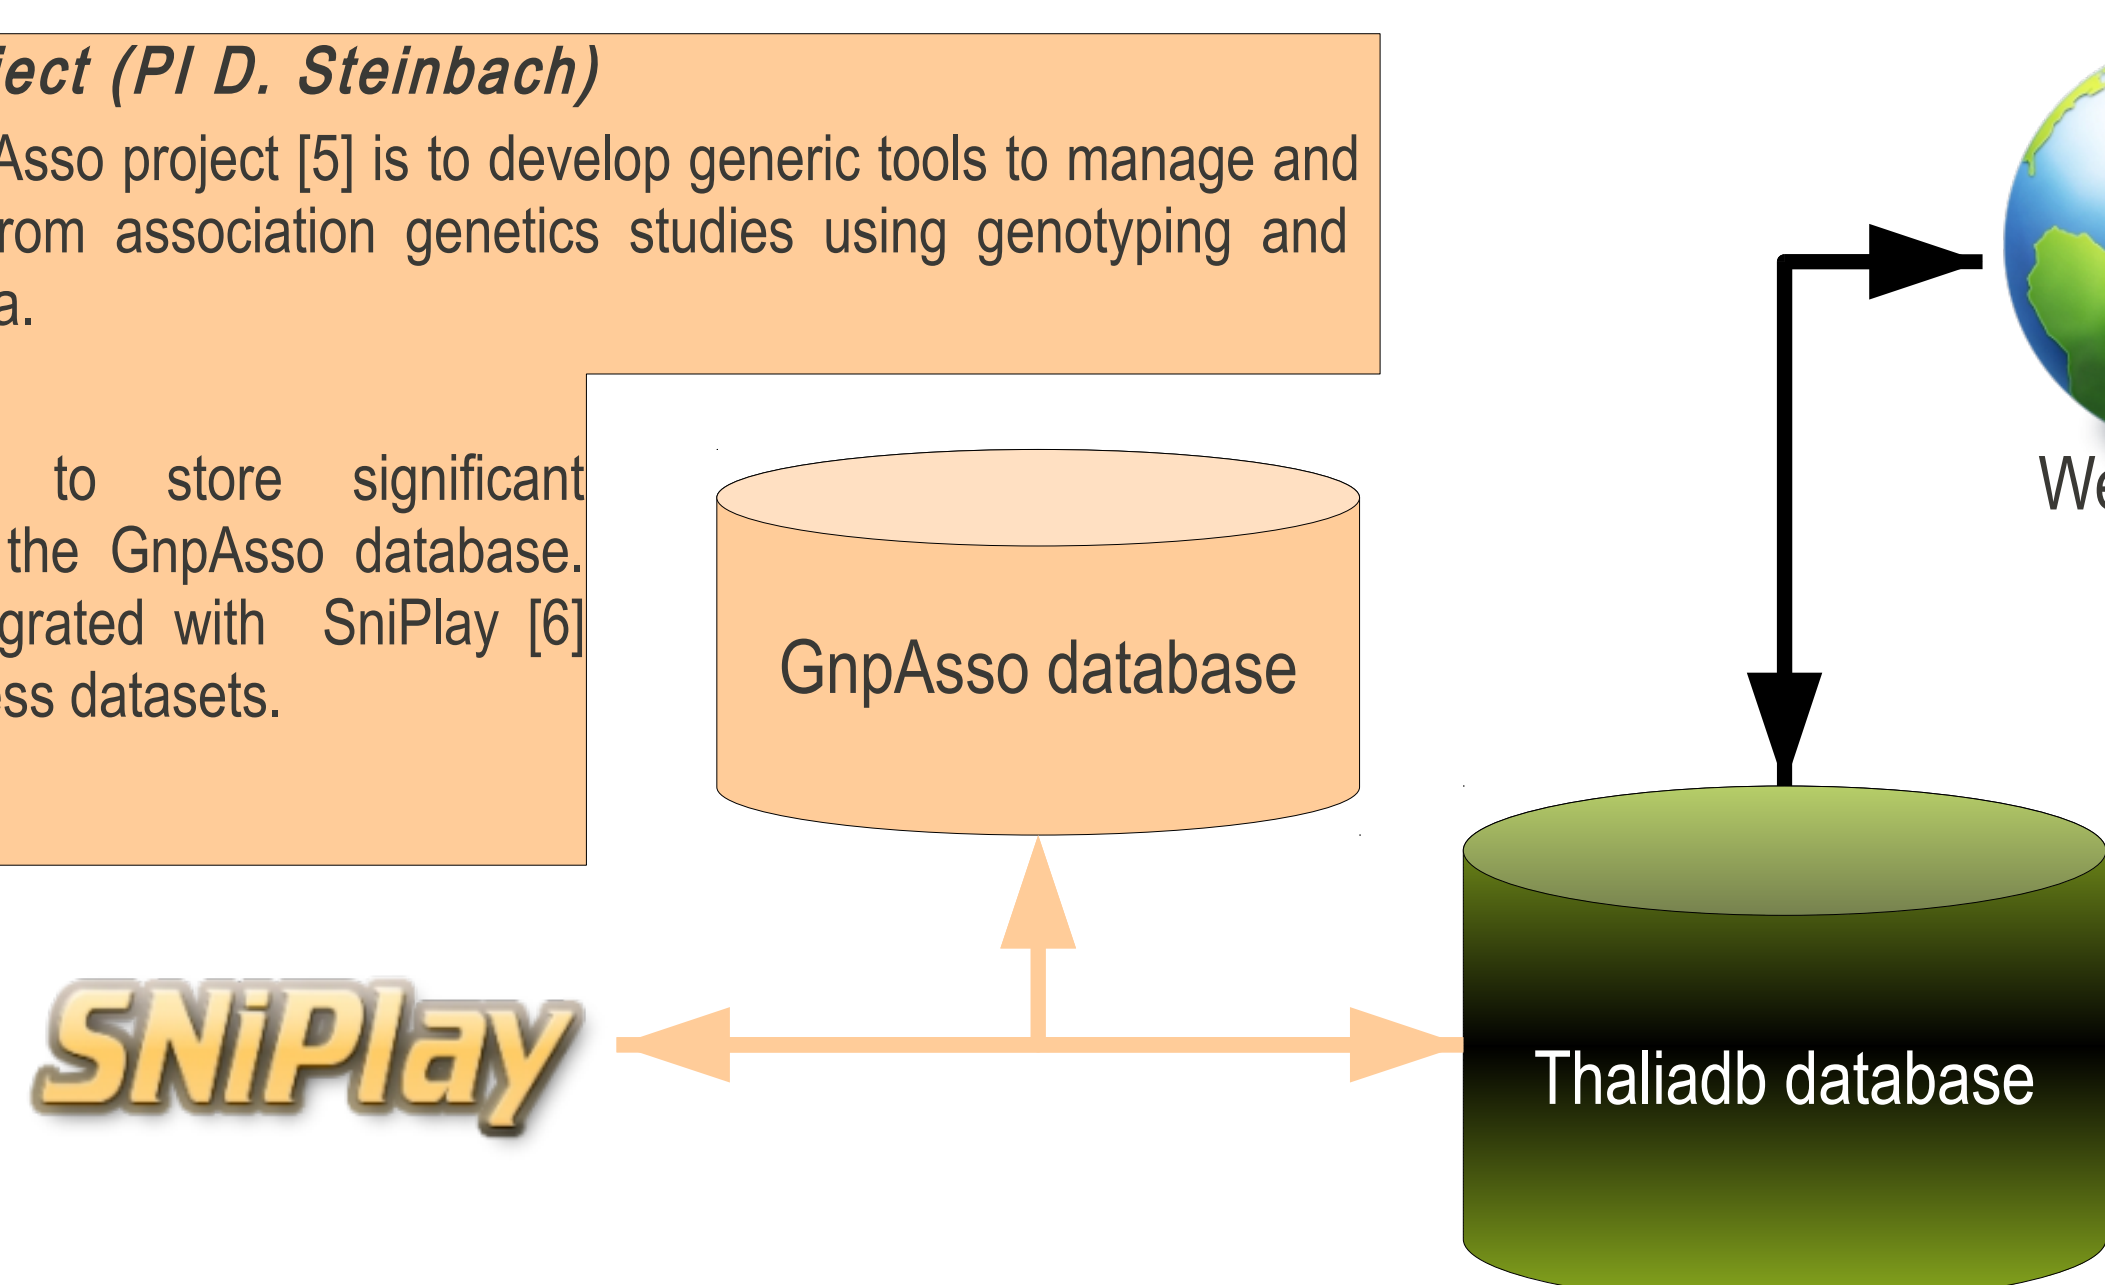 ject (PI D. Steinbach)
Asso project [5] is to develop generic tools to manage and
rom association genetics studies using genotyping and
a.
to store significant
the GnpAsso database.
grated with SniPlay [6]
ess datasets.
We
GnpAsso database
SNiPlay
Thaliadb database